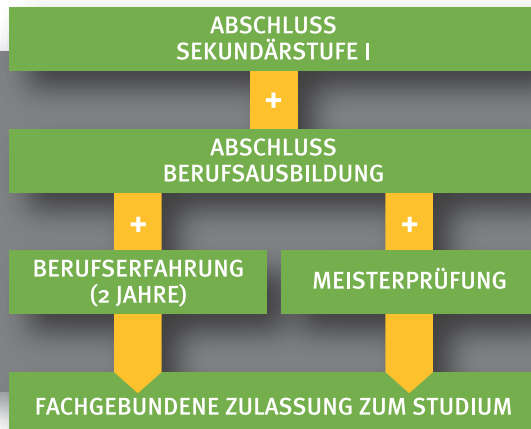 ABSCHLUSS
SEKUNDÄRSTUFE I
+
ABSCHLUSS
BERUFSAUSBILDUNG
+ +
BERUFSERFAHRUNG
(2 JAHRE)
MEISTERPRÜFUNG
FACHGEBUNDENE ZULASSUNG ZUM STUDIUM